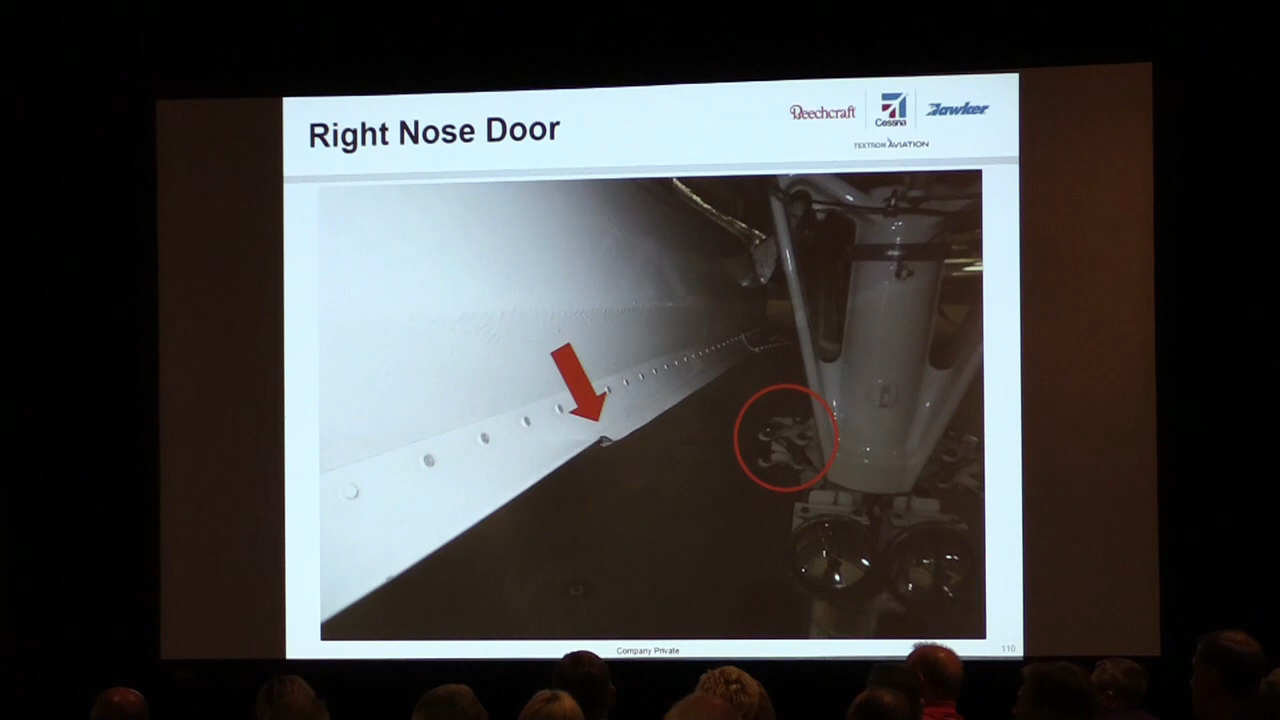 Right Nose Door
Beechcraft
Cessna
Hawker
TEXTRON AVIATION
Company Private
110